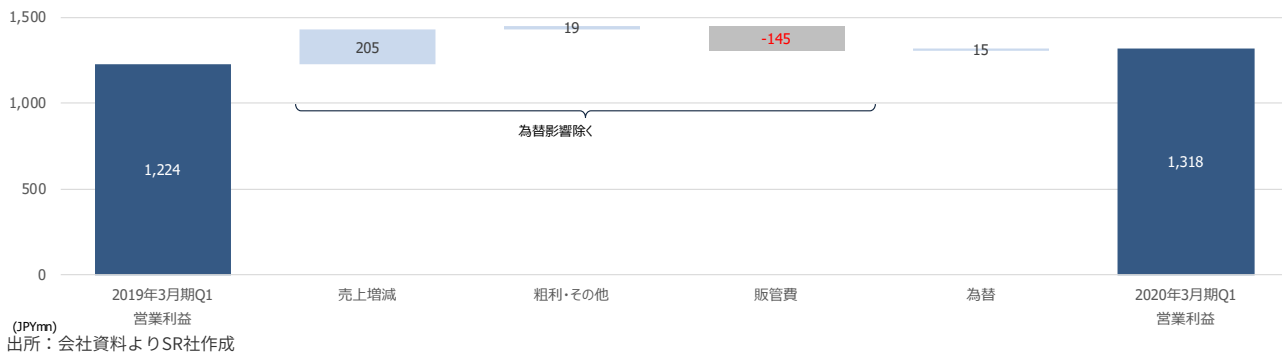 1,500
1,000
500
0
1,224
205
19
-145
15
1,318
為替影響除く
2019年3月期Q1
営業利益
売上増減
粗利・その他
販管費
為替
2020年3月期Q1
営業利益
(JPYmn)
出所：会社資料よりSR社作成